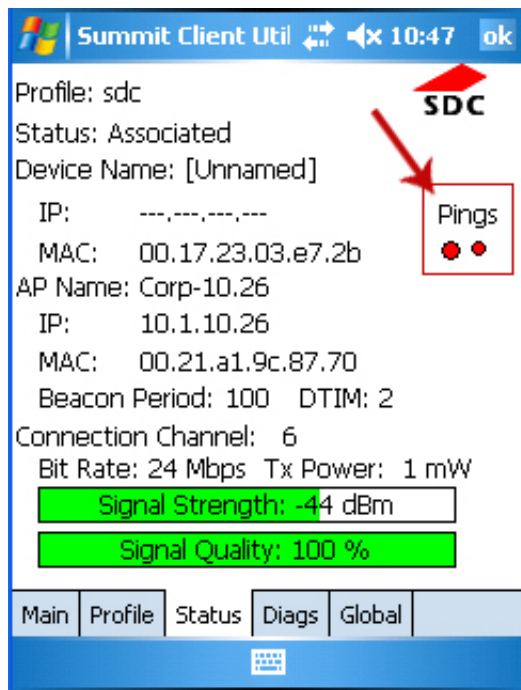 Summit Client Util 10:47 ok
Profile: sdc
SDC
Status: Associated
Device Name: [Unnamed]
IP: ---.---.---.---
Pings
MAC: 00.17.23.03.e7.2b
AP Name: Corp-10.26
IP: 10.1.10.26
MAC: 00.21.a1.9c.87.70
Beacon Period: 100 DTIM: 2
Connection Channel: 6
Bit Rate: 24 Mbps Tx Power: 1 mW
Signal Strength: -44 dBm
Signal Quality: 100 %
Main Profile Status Diags Global